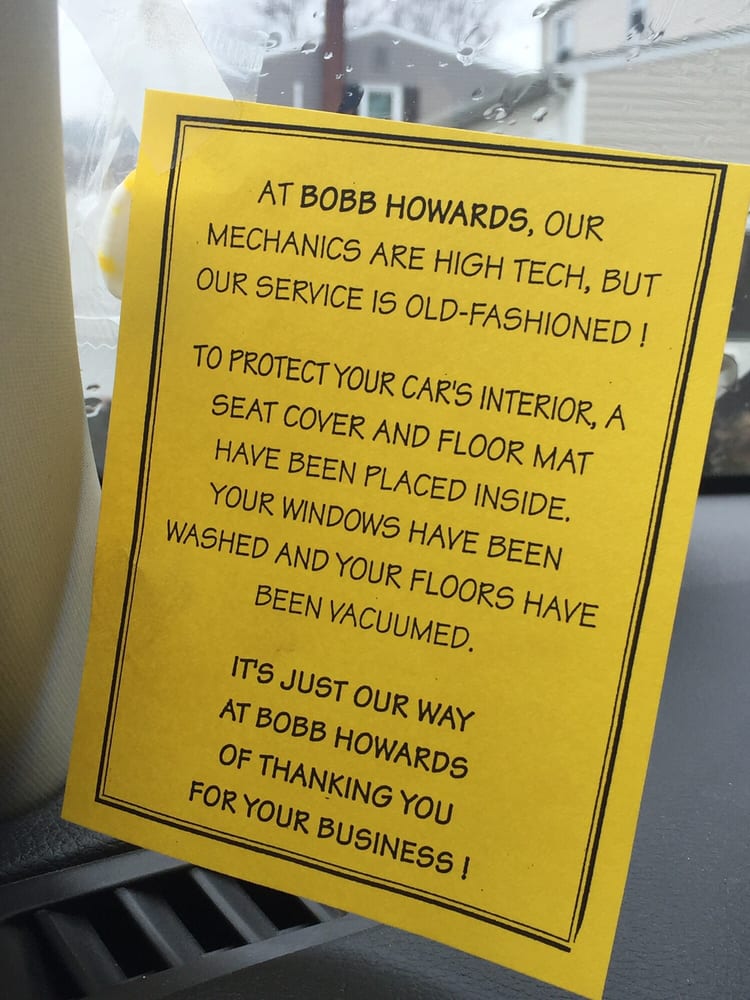 AT BOBB HOWARDS, OUR
MECHANICS ARE HIGH TECH, BUT
OUR SERVICE IS OLD-FASHIONED !
TO PROTECT YOUR CAR'S INTERIOR, A
SEAT COVER AND FLOOR MAT
HAVE BEEN PLACED INSIDE.
YOUR WINDOWS HAVE BEEN
WASHED AND YOUR FLOORS HAVE
BEEN VACUUMED.
IT'S JUST OUR WAY
AT BOBB HOWARDS
OF THANKING YOU
FOR YOUR BUSINESS !